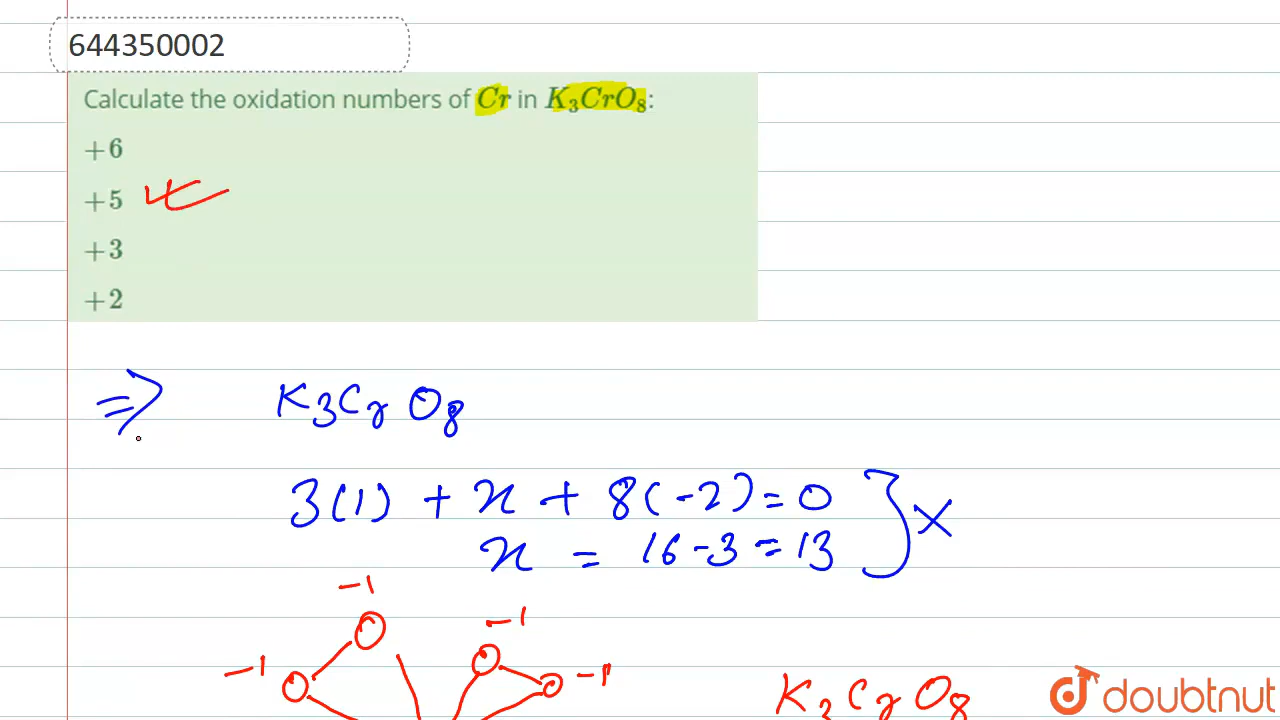 644350002
Calculate the oxidation numbers of Cr in K₃CrO₈:
+6
+5
+3
+2
⇒ K₃CrO₈
3(1) + x + 8(-2) = 0
x = 16 - 3 = 13 } ×
-1
O -1
-1 O
O O -1
K₃CrO₈
doubtnut